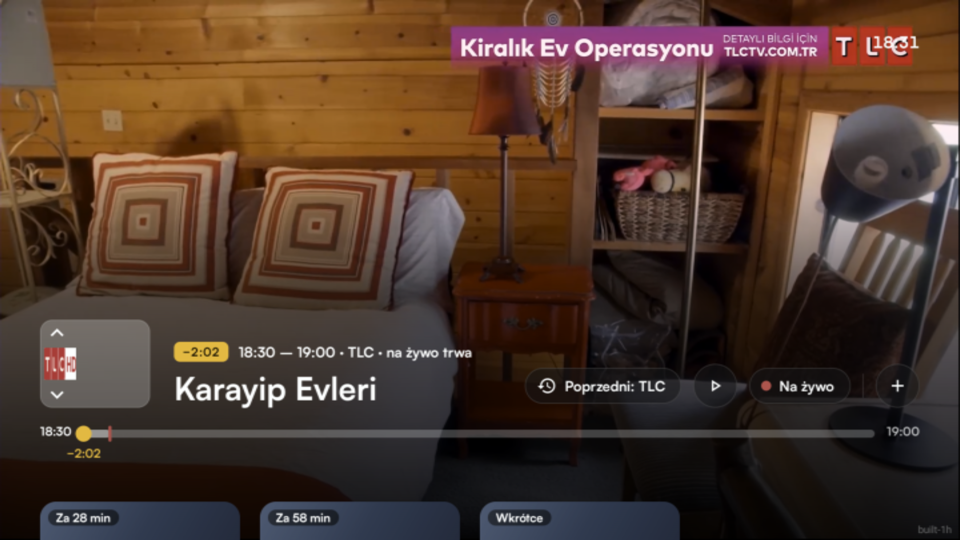 Kiralık Ev Operasyonu
DETAYLI BİLGİ İÇİN
TLCTV.COM.TR
TLC
18:31
TLC HD
−2:02
18:30 — 19:00 • TLC • na żywo trwa
Karayip Evleri
Poprzedni: TLC
Na żywo
18:30
19:00
−2:02
Za 28 min
Za 58 min
Wkrótce
built-1h